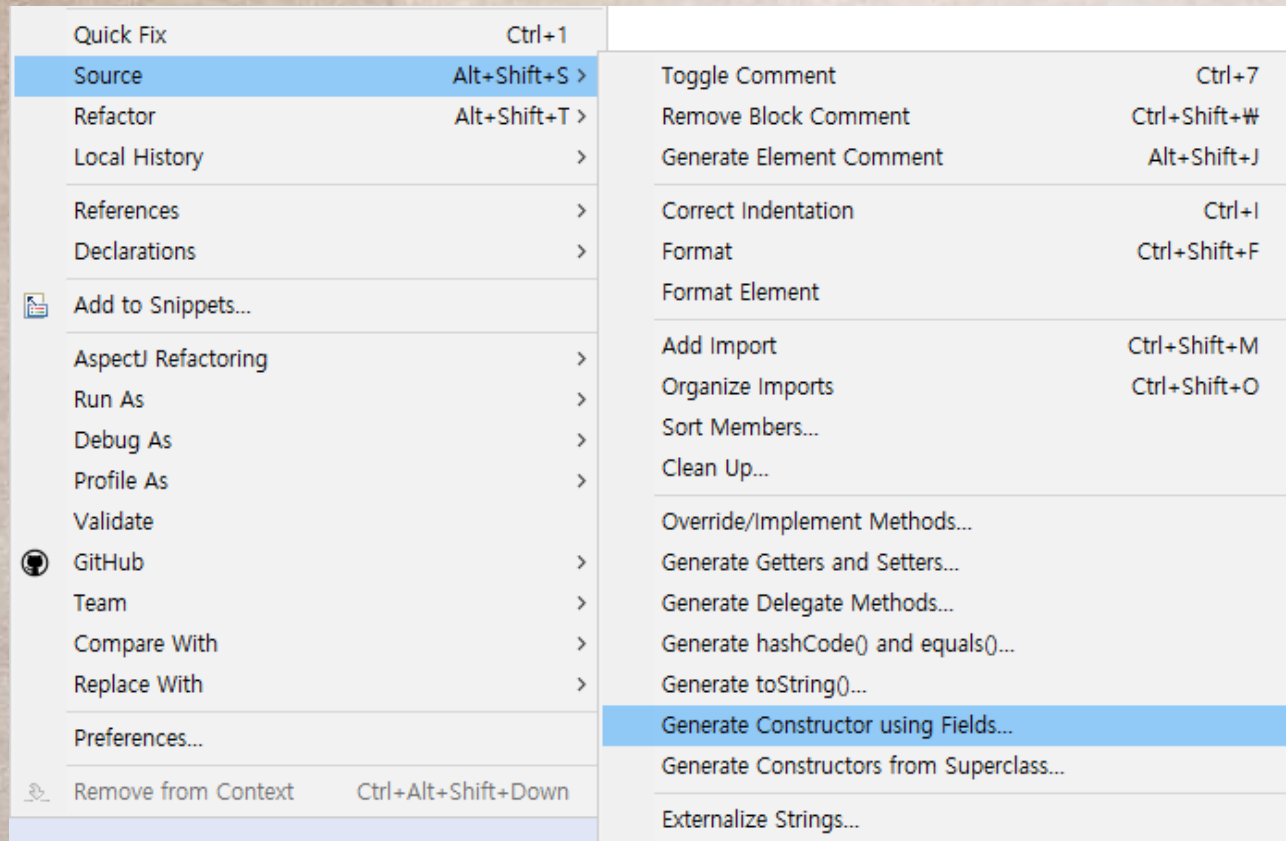 Quick Fix Ctrl+1
Source Alt+Shift+S >
Refactor Alt+Shift+T >
Local History >
References >
Declarations >
Add to Snippets...
AspectJ Refactoring >
Run As >
Debug As >
Profile As >
Validate
GitHub >
Team >
Compare With >
Replace With >
Preferences...
Remove from Context Ctrl+Alt+Shift+Down
Toggle Comment Ctrl+7
Remove Block Comment Ctrl+Shift+₩
Generate Element Comment Alt+Shift+J
Correct Indentation Ctrl+I
Format Ctrl+Shift+F
Format Element
Add Import Ctrl+Shift+M
Organize Imports Ctrl+Shift+O
Sort Members...
Clean Up...
Override/Implement Methods...
Generate Getters and Setters...
Generate Delegate Methods...
Generate hashCode() and equals()...
Generate toString()...
Generate Constructor using Fields...
Generate Constructors from Superclass...
Externalize Strings...